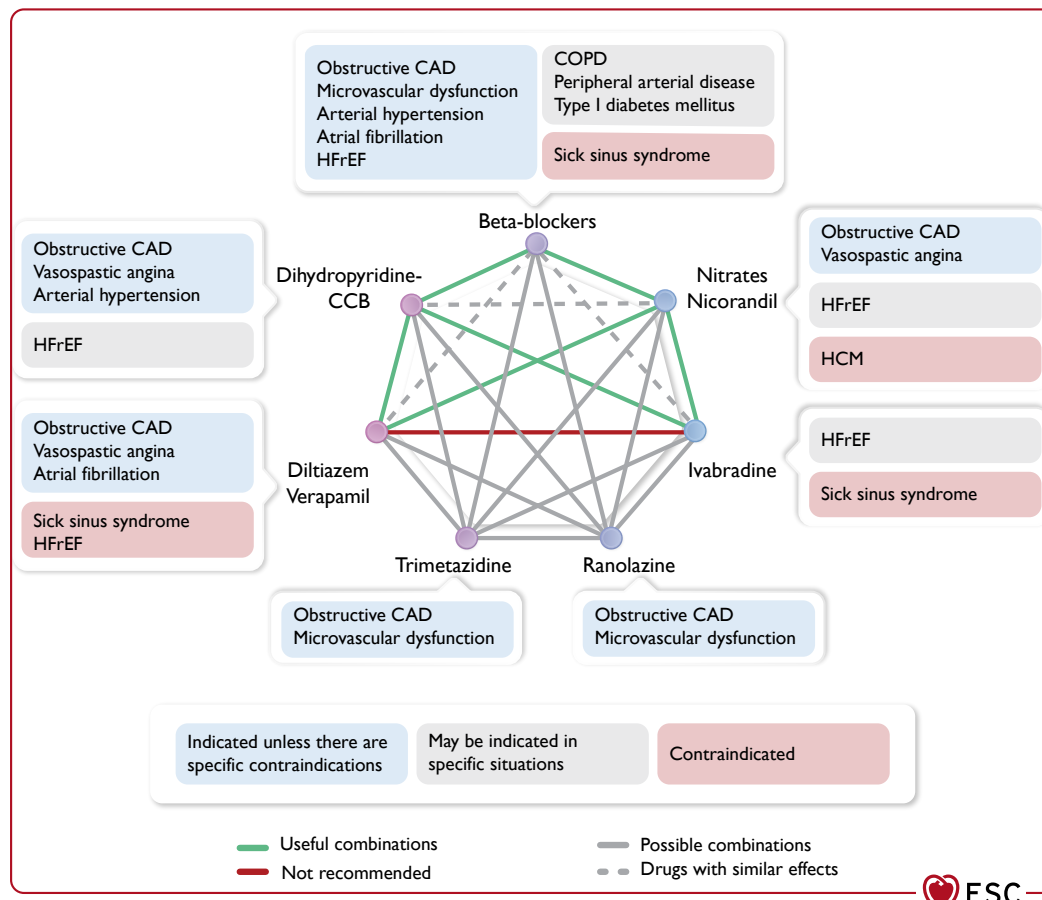 Obstructive CAD
Microvascular dysfunction
Arterial hypertension
Atrial fibrillation
HFrEF
COPD
Peripheral arterial disease
Type I diabetes mellitus
Sick sinus syndrome
Beta-blockers
Obstructive CAD
Vasospastic angina
Arterial hypertension
HFrEF
Dihydropyridine-
CCB
Nitrates
Nicorandil
Obstructive CAD
Vasospastic angina
HFrEF
HCM
Obstructive CAD
Vasospastic angina
Atrial fibrillation
Sick sinus syndrome
HFrEF
Diltiazem
Verapamil
Ivabradine
HFrEF
Sick sinus syndrome
Trimetazidine
Ranolazine
Obstructive CAD
Microvascular dysfunction
Obstructive CAD
Microvascular dysfunction
Indicated unless there are
specific contraindications
May be indicated in
specific situations
Contraindicated
Useful combinations
Not recommended
Possible combinations
Drugs with similar effects
ESC